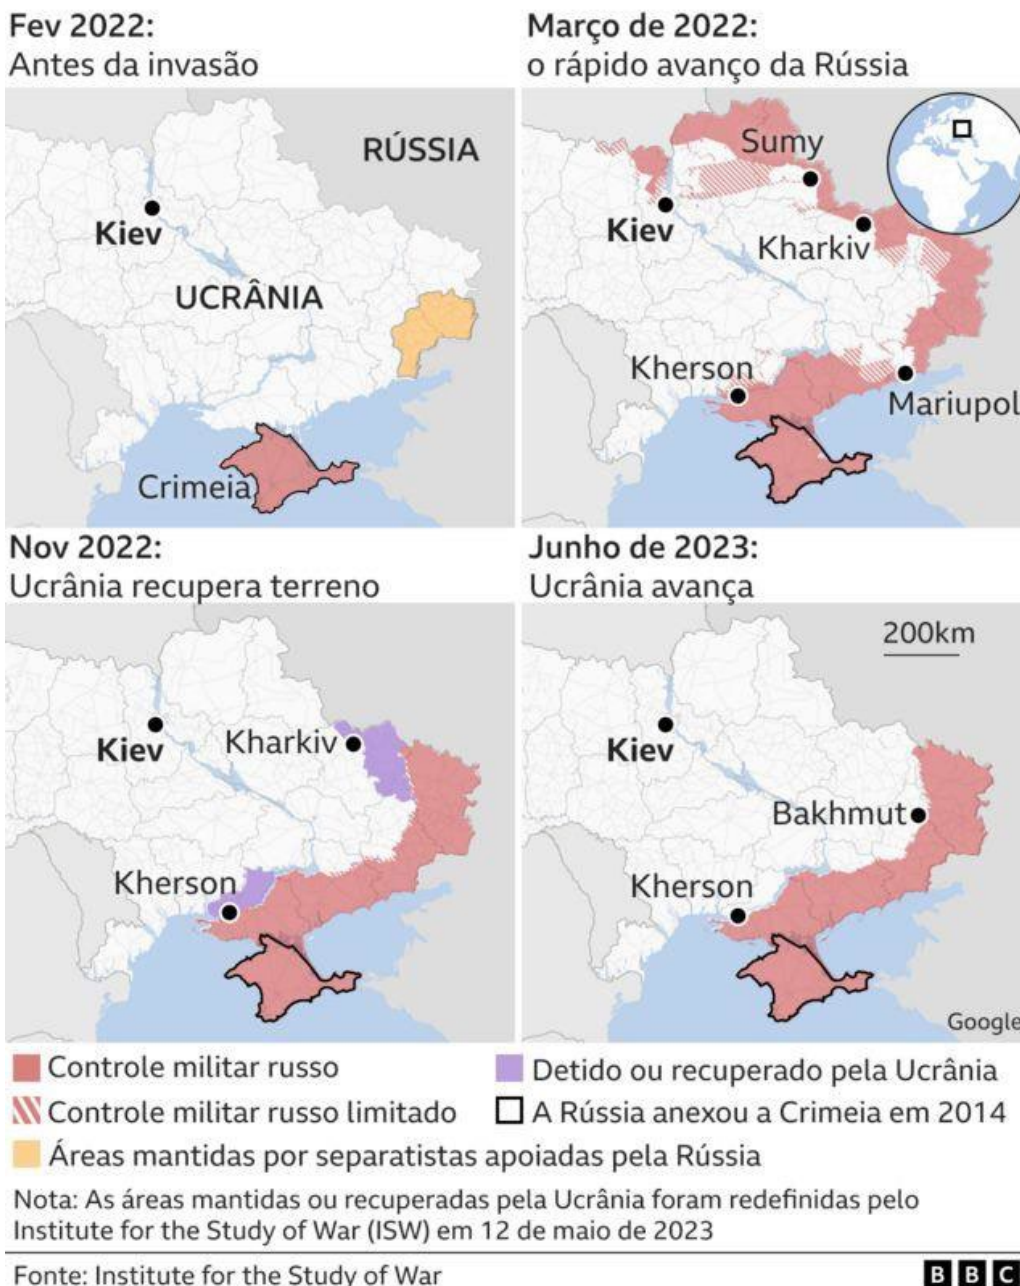 Fev 2022:
Antes da invasão
RÚSSIA
Kiev
UCRÂNIA
Crimeia
Março de 2022:
o rápido avanço da Rússia
Sumy
Kiev
Kharkiv
Kherson
Mariupol
Nov 2022:
Ucrânia recupera terreno
Kharkiv
Kiev
Kherson
Junho de 2023:
Ucrânia avança
200km
Kiev
Bakhmut
Kherson
Google
Controle militar russo
Detido ou recuperado pela Ucrânia
Controle militar russo limitado
A Rússia anexou a Crimeia em 2014
Áreas mantidas por separatistas apoiadas pela Rússia
Nota: As áreas mantidas ou recuperadas pela Ucrânia foram redefinidas pelo
Institute for the Study of War (ISW) em 12 de maio de 2023
Fonte: Institute for the Study of War
BBC